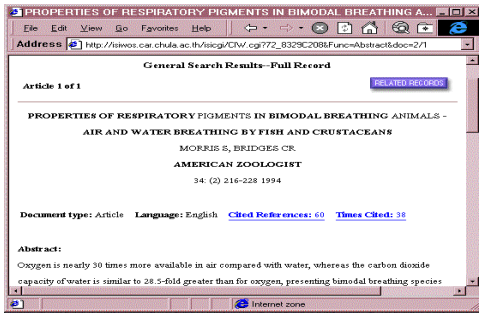 PROPERTIES OF RESPIRATORY PIGMENTS IN BIMODAL BREATHING A...
File Edit View Go Favorites Help
Address http://isiwos.car.chula.ac.th/isicgi/CIW.cgi?72_8329C208&Func=Abstract&doc=2/1
General Search Results--Full Record
Article 1 of 1
RELATED RECORDS
PROPERTIES OF RESPIRATORY PIGMENTS IN BIMODAL BREATHING ANIMALS -
AIR AND WATER BREATHING BY FISH AND CRUSTACEANS
MORRIS S, BRIDGES CR
AMERICAN ZOOLOGIST
34: (2) 216-228 1994
Document type: Article Language: English Cited References: 60 Times Cited: 38
Abstract:
Oxygen is nearly 30 times more available in air compared with water, whereas the carbon dioxide
capacity of water is similar to 28.5-fold greater than for oxygen, presenting bimodal breathing species
Internet zone